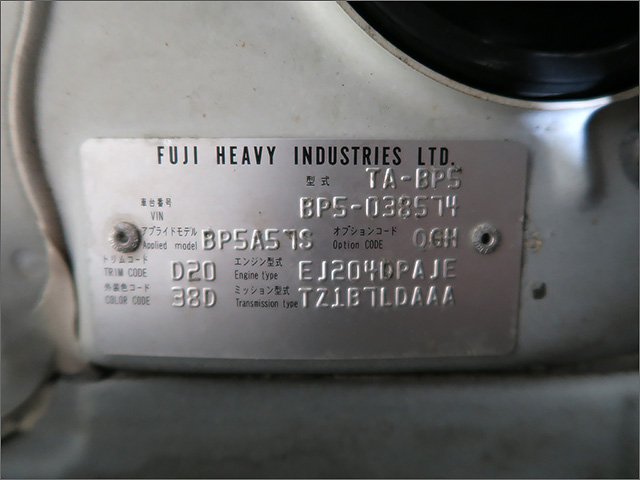 FUJI HEAVY INDUSTRIES LTD.
型式 TA-BP5
車台番号 VIN BP5-038574
アプライドモデル Applied model BP5A57S オプションコード Option CODE OGH
トリムコード TRIM CODE D20 エンジン型式 Engine type EJ204DPAJE
外装色コード COLOR CODE 38D ミッション型式 Transmission type TZ1B7LDAAA